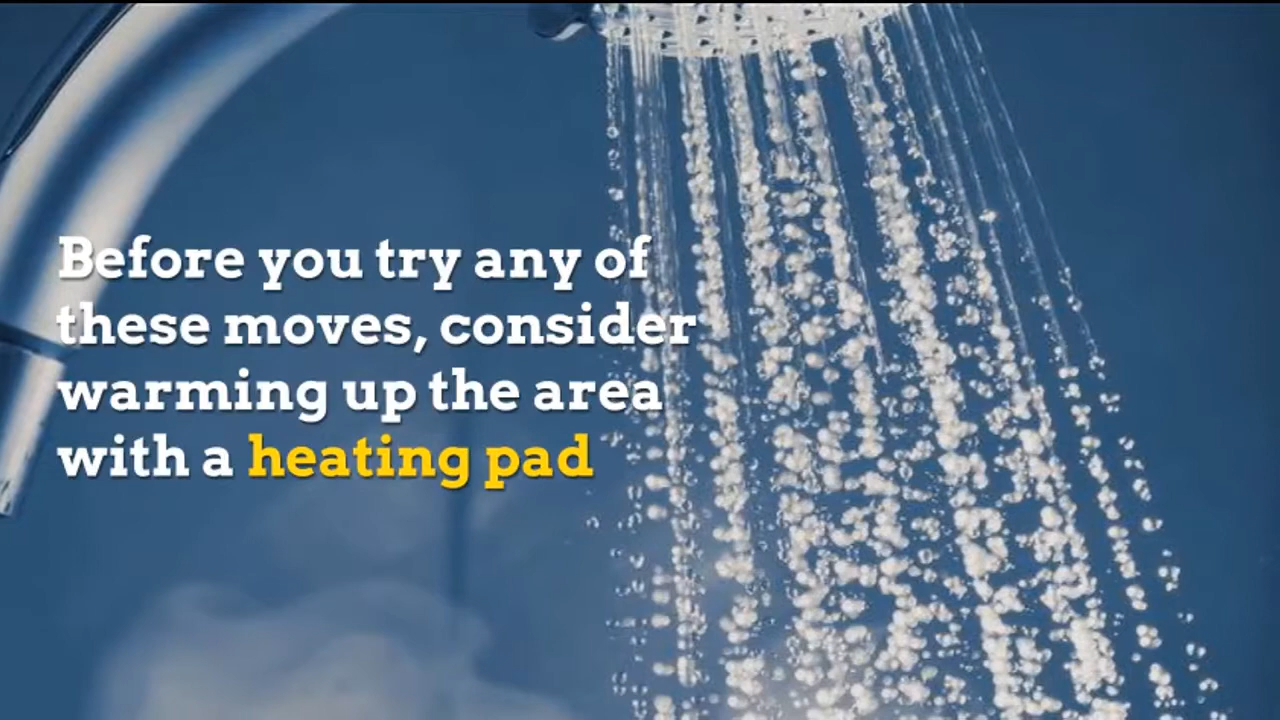 Before you try any of
these moves, consider
warming up the area
with a heating pad